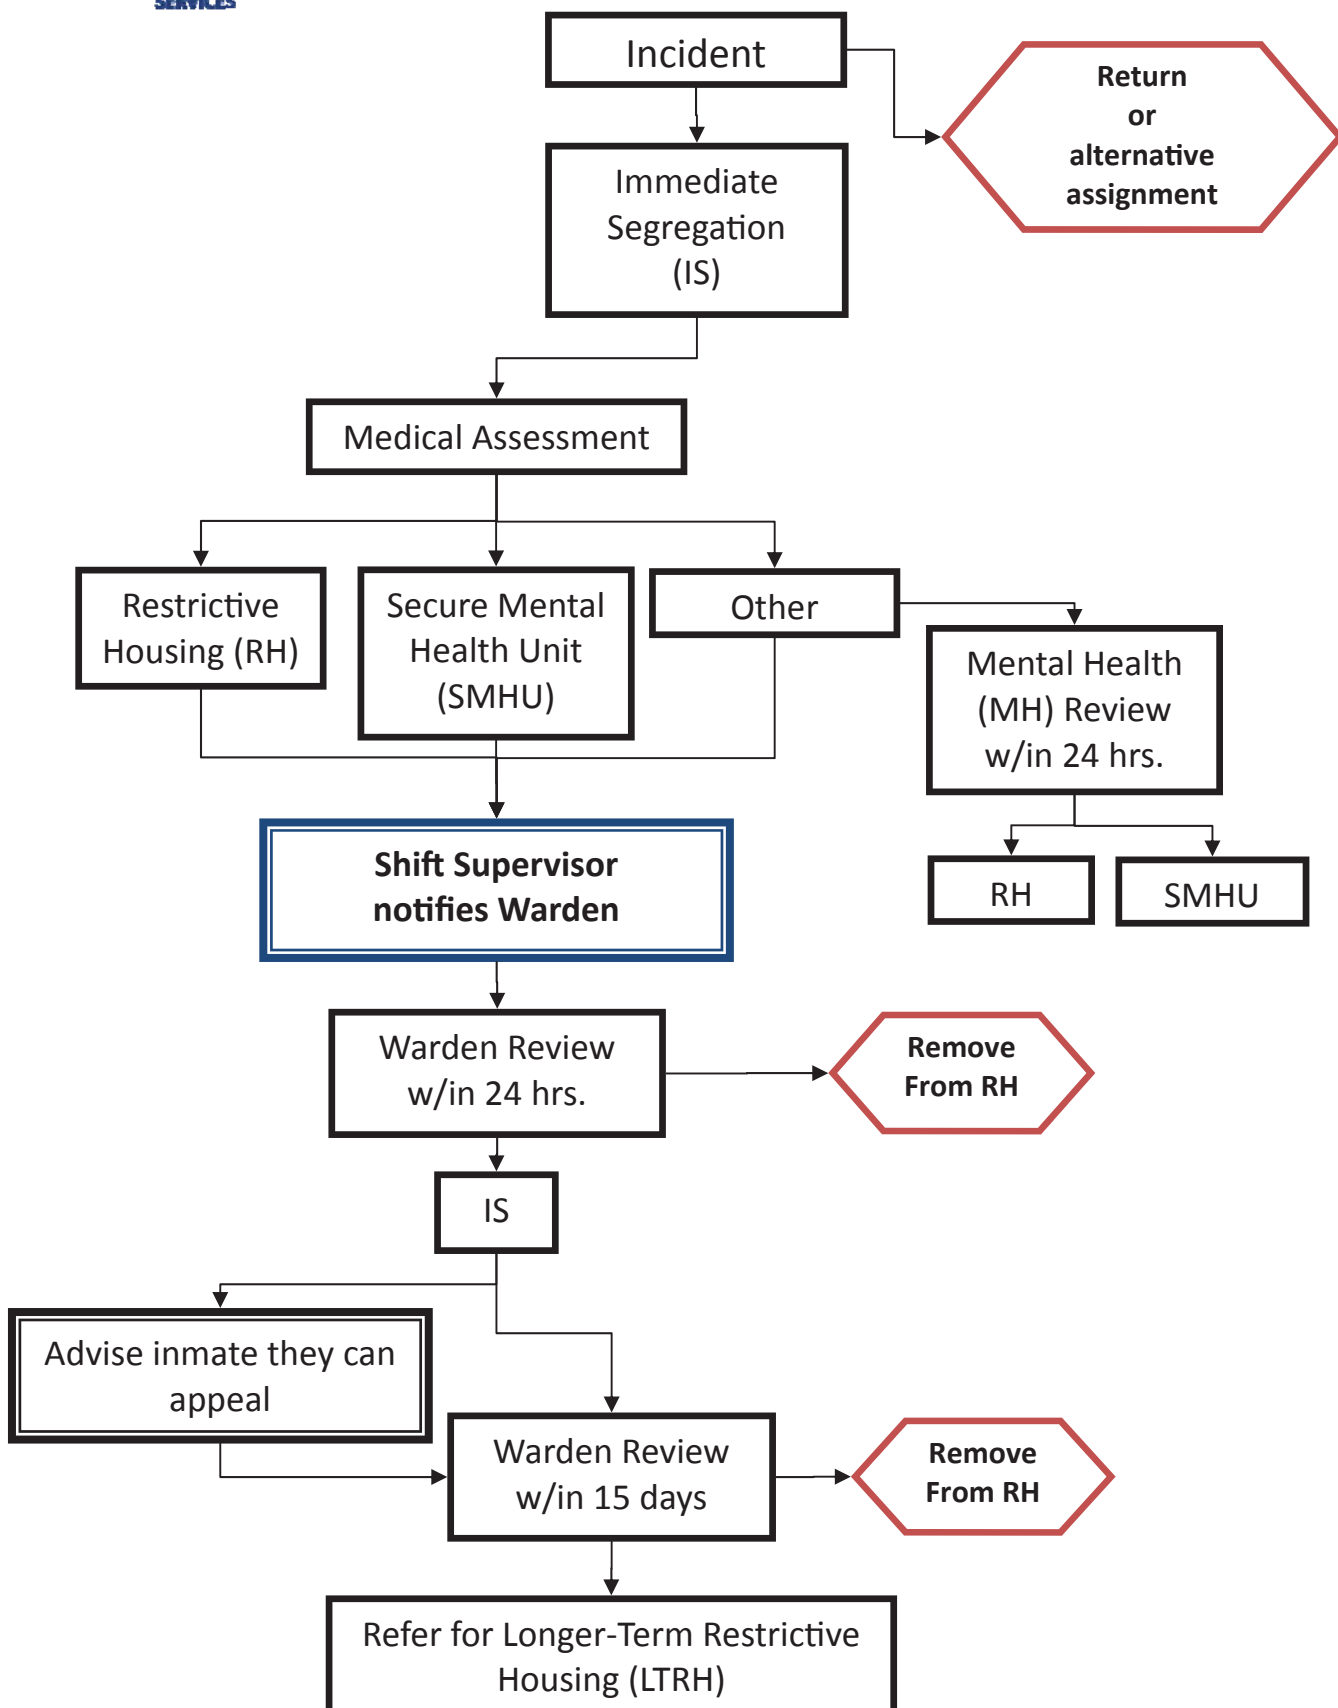 SERVICES
Incident
Return
or
alternative
assignment
Immediate
Segregation
(IS)
Medical Assessment
Restrictive
Housing (RH)
Secure Mental
Health Unit
(SMHU)
Other
Mental Health
(MH) Review
w/in 24 hrs.
RH
SMHU
Shift Supervisor
notifies Warden
Warden Review
w/in 24 hrs.
Remove
From RH
IS
Advise inmate they can
appeal
Warden Review
w/in 15 days
Remove
From RH
Refer for Longer-Term Restrictive
Housing (LTRH)